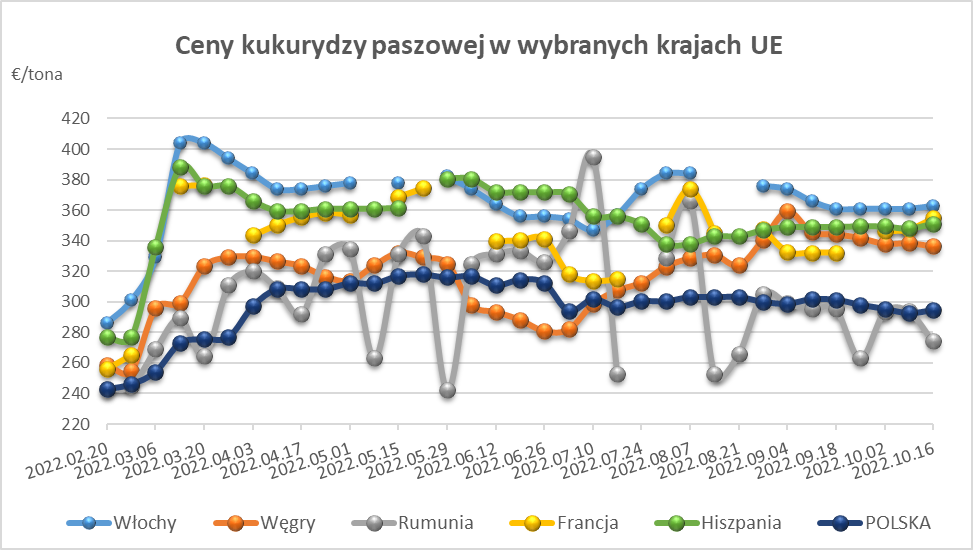 Ceny kukurydzy paszowej w wybranych krajach UE
€/tona
420
400
380
360
340
320
300
280
260
240
220
2022.02.20 2022.03.06 2022.03.20 2022.04.03 2022.04.17 2022.05.01 2022.05.15 2022.05.29 2022.06.12 2022.06.26 2022.07.10 2022.07.24 2022.08.07 2022.08.21 2022.09.04 2022.09.18 2022.10.02 2022.10.16
Włochy Węgry Rumunia Francja Hiszpania POLSKA